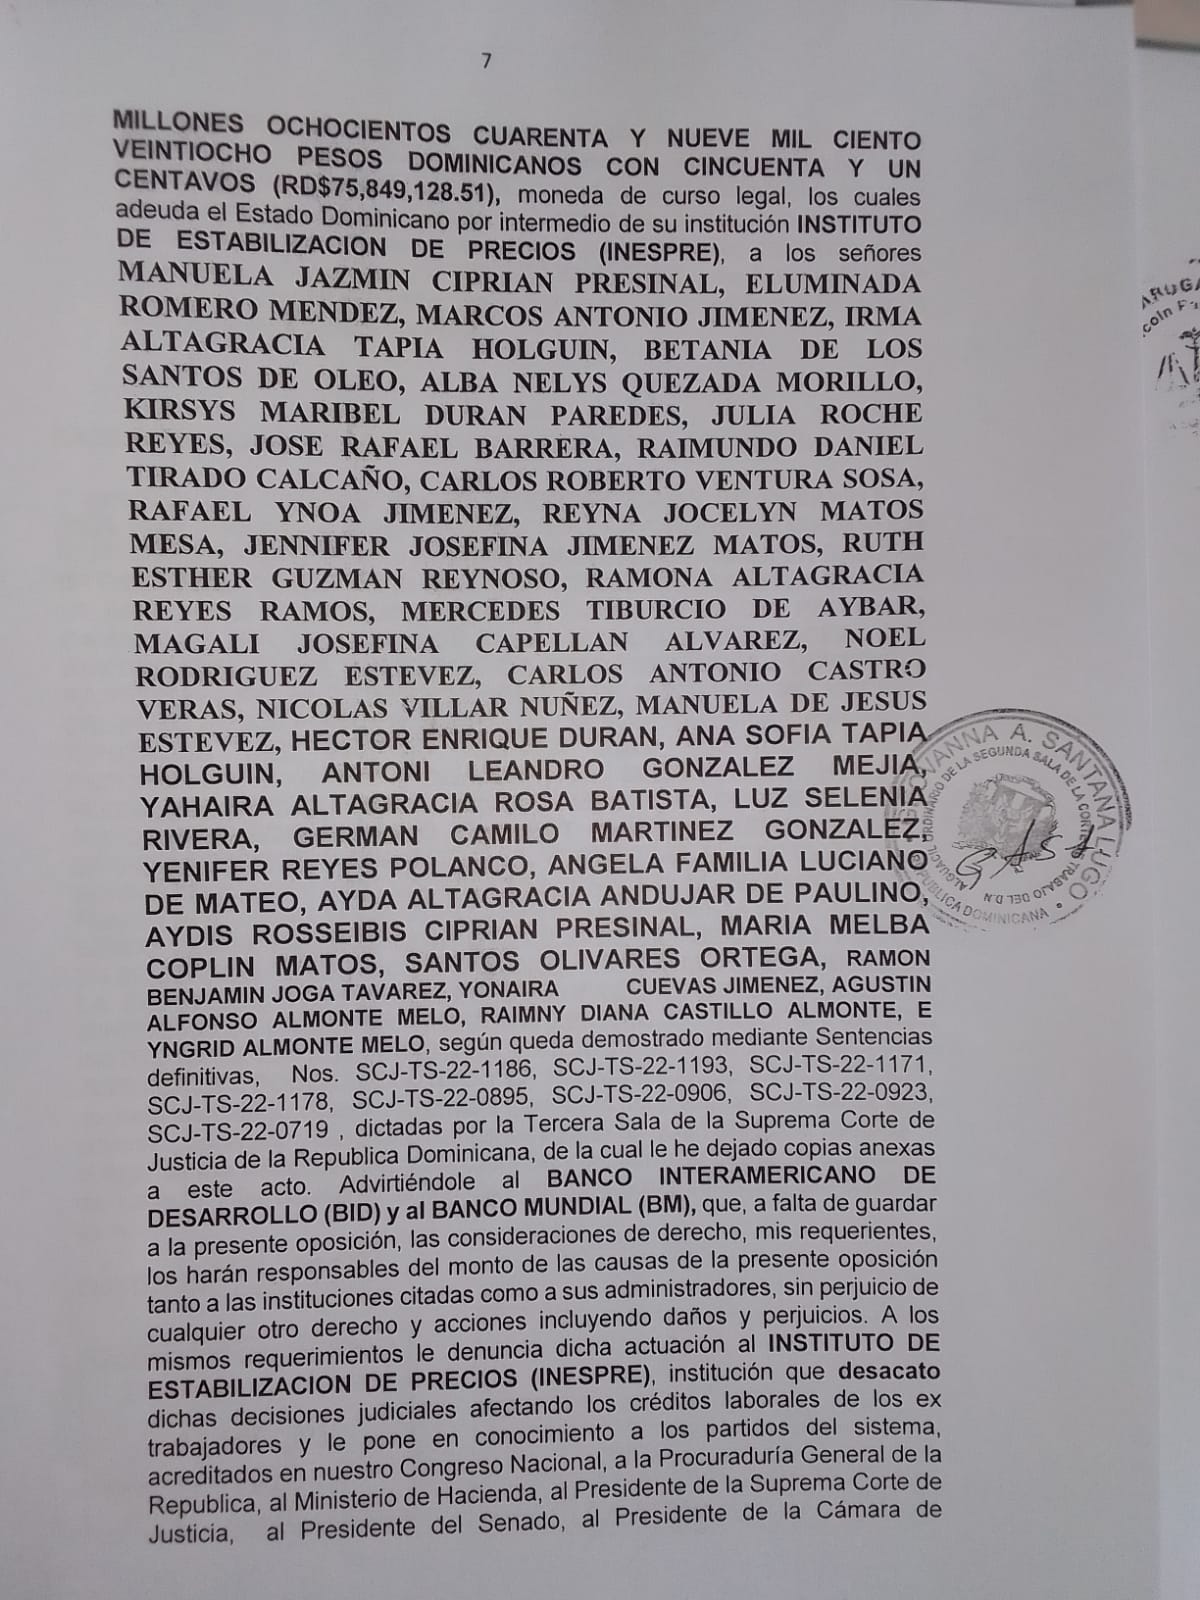 7
MILLONES OCHOCIENTOS CUARENTA Y NUEVE MIL CIENTO
VEINTIOCHO PESOS DOMINICANOS CON CINCUENTA Y UN
CENTAVOS (RD$75,849,128.51), moneda de curso legal, los cuales
adeuda el Estado Dominicano por intermedio de su institución INSTITUTO
DE ESTABILIZACION DE PRECIOS (INESPRE), a los señores
MANUELA JAZMIN CIPRIAN PRESINAL, ELUMINADA
ROMERO MENDEZ, MARCOS ANTONIO JIMENEZ, IRMA
ALTAGRACIA TAPIA HOLGUIN, BETANIA DE LOS
SANTOS DE OLEO, ALBA NELYS QUEZADA MORILLO,
KIRSYS MARIBEL DURAN PAREDES, JULIA ROCHE
REYES, JOSE RAFAEL BARRERA, RAIMUNDO DANIEL
TIRADO CALCAÑO, CARLOS ROBERTO VENTURA SOSA,
RAFAEL YNOA JIMENEZ, REYNA JOCELYN MATOS
MESA, JENNIFER JOSEFINA JIMENEZ MATOS, RUTH
ESTHER GUZMAN REYNOSO, RAMONA ALTAGRACIA
REYES RAMOS, MERCEDES TIBURCIO DE AYBAR,
MAGALI JOSEFINA CAPELLAN ALVAREZ, NOEL
RODRIGUEZ ESTEVEZ, CARLOS ANTONIO CASTRO
VERAS, NICOLAS VILLAR NUÑEZ, MANUELA DE JESUS
ESTEVEZ, HECTOR ENRIQUE DURAN, ANA SOFIA TAPIA
HOLGUIN, ANTONI LEANDRO GONZALEZ MEJIA,
YAHAIRA ALTAGRACIA ROSA BATISTA, LUZ SELENIA
RIVERA, GERMAN CAMILO MARTINEZ GONZALEZ,
YENIFER REYES POLANCO, ANGELA FAMILIA LUCIANO
DE MATEO, AYDA ALTAGRACIA ANDUJAR DE PAULINO,
AYDIS ROSSEIBIS CIPRIAN PRESINAL, MARIA MELBA
COPLIN MATOS, SANTOS OLIVARES ORTEGA, RAMON
BENJAMIN JOGA TAVAREZ, YONAIRA CUEVAS JIMENEZ, AGUSTIN
ALFONSO ALMONTE MELO, RAIMNY DIANA CASTILLO ALMONTE, E
YNGRID ALMONTE MELO, según queda demostrado mediante Sentencias
definitivas, Nos. SCJ-TS-22-1186, SCJ-TS-22-1193, SCJ-TS-22-1171,
SCJ-TS-22-1178, SCJ-TS-22-0895, SCJ-TS-22-0906, SCJ-TS-22-0923,
SCJ-TS-22-0719 , dictadas por la Tercera Sala de la Suprema Corte de
Justicia de la Republica Dominicana, de la cual le he dejado copias anexas
a este acto. Advirtiéndole al BANCO INTERAMERICANO DE
DESARROLLO (BID) y al BANCO MUNDIAL (BM), que, a falta de guardar
a la presente oposición, las consideraciones de derecho, mis requerientes,
los harán responsables del monto de las causas de la presente oposición
tanto a las instituciones citadas como a sus administradores, sin perjuicio de
cualquier otro derecho y acciones incluyendo daños y perjuicios. A los
mismos requerimientos le denuncia dicha actuación al INSTITUTO DE
ESTABILIZACION DE PRECIOS (INESPRE), institución que desacato
dichas decisiones judiciales afectando los créditos laborales de los ex
trabajadores y le pone en conocimiento a los partidos del sistema,
acreditados en nuestro Congreso Nacional, a la Procuraduría General de la
Republica, al Ministerio de Hacienda, al Presidente de la Suprema Corte de
Justicia, al Presidente del Senado, al Presidente de la Cámara de
A. SANTANA LUGO
DE LA SEGUNDA SALA DE LA CORTE
TRABAJO DEL D.N.
ALGUACIL
DOMINICANA